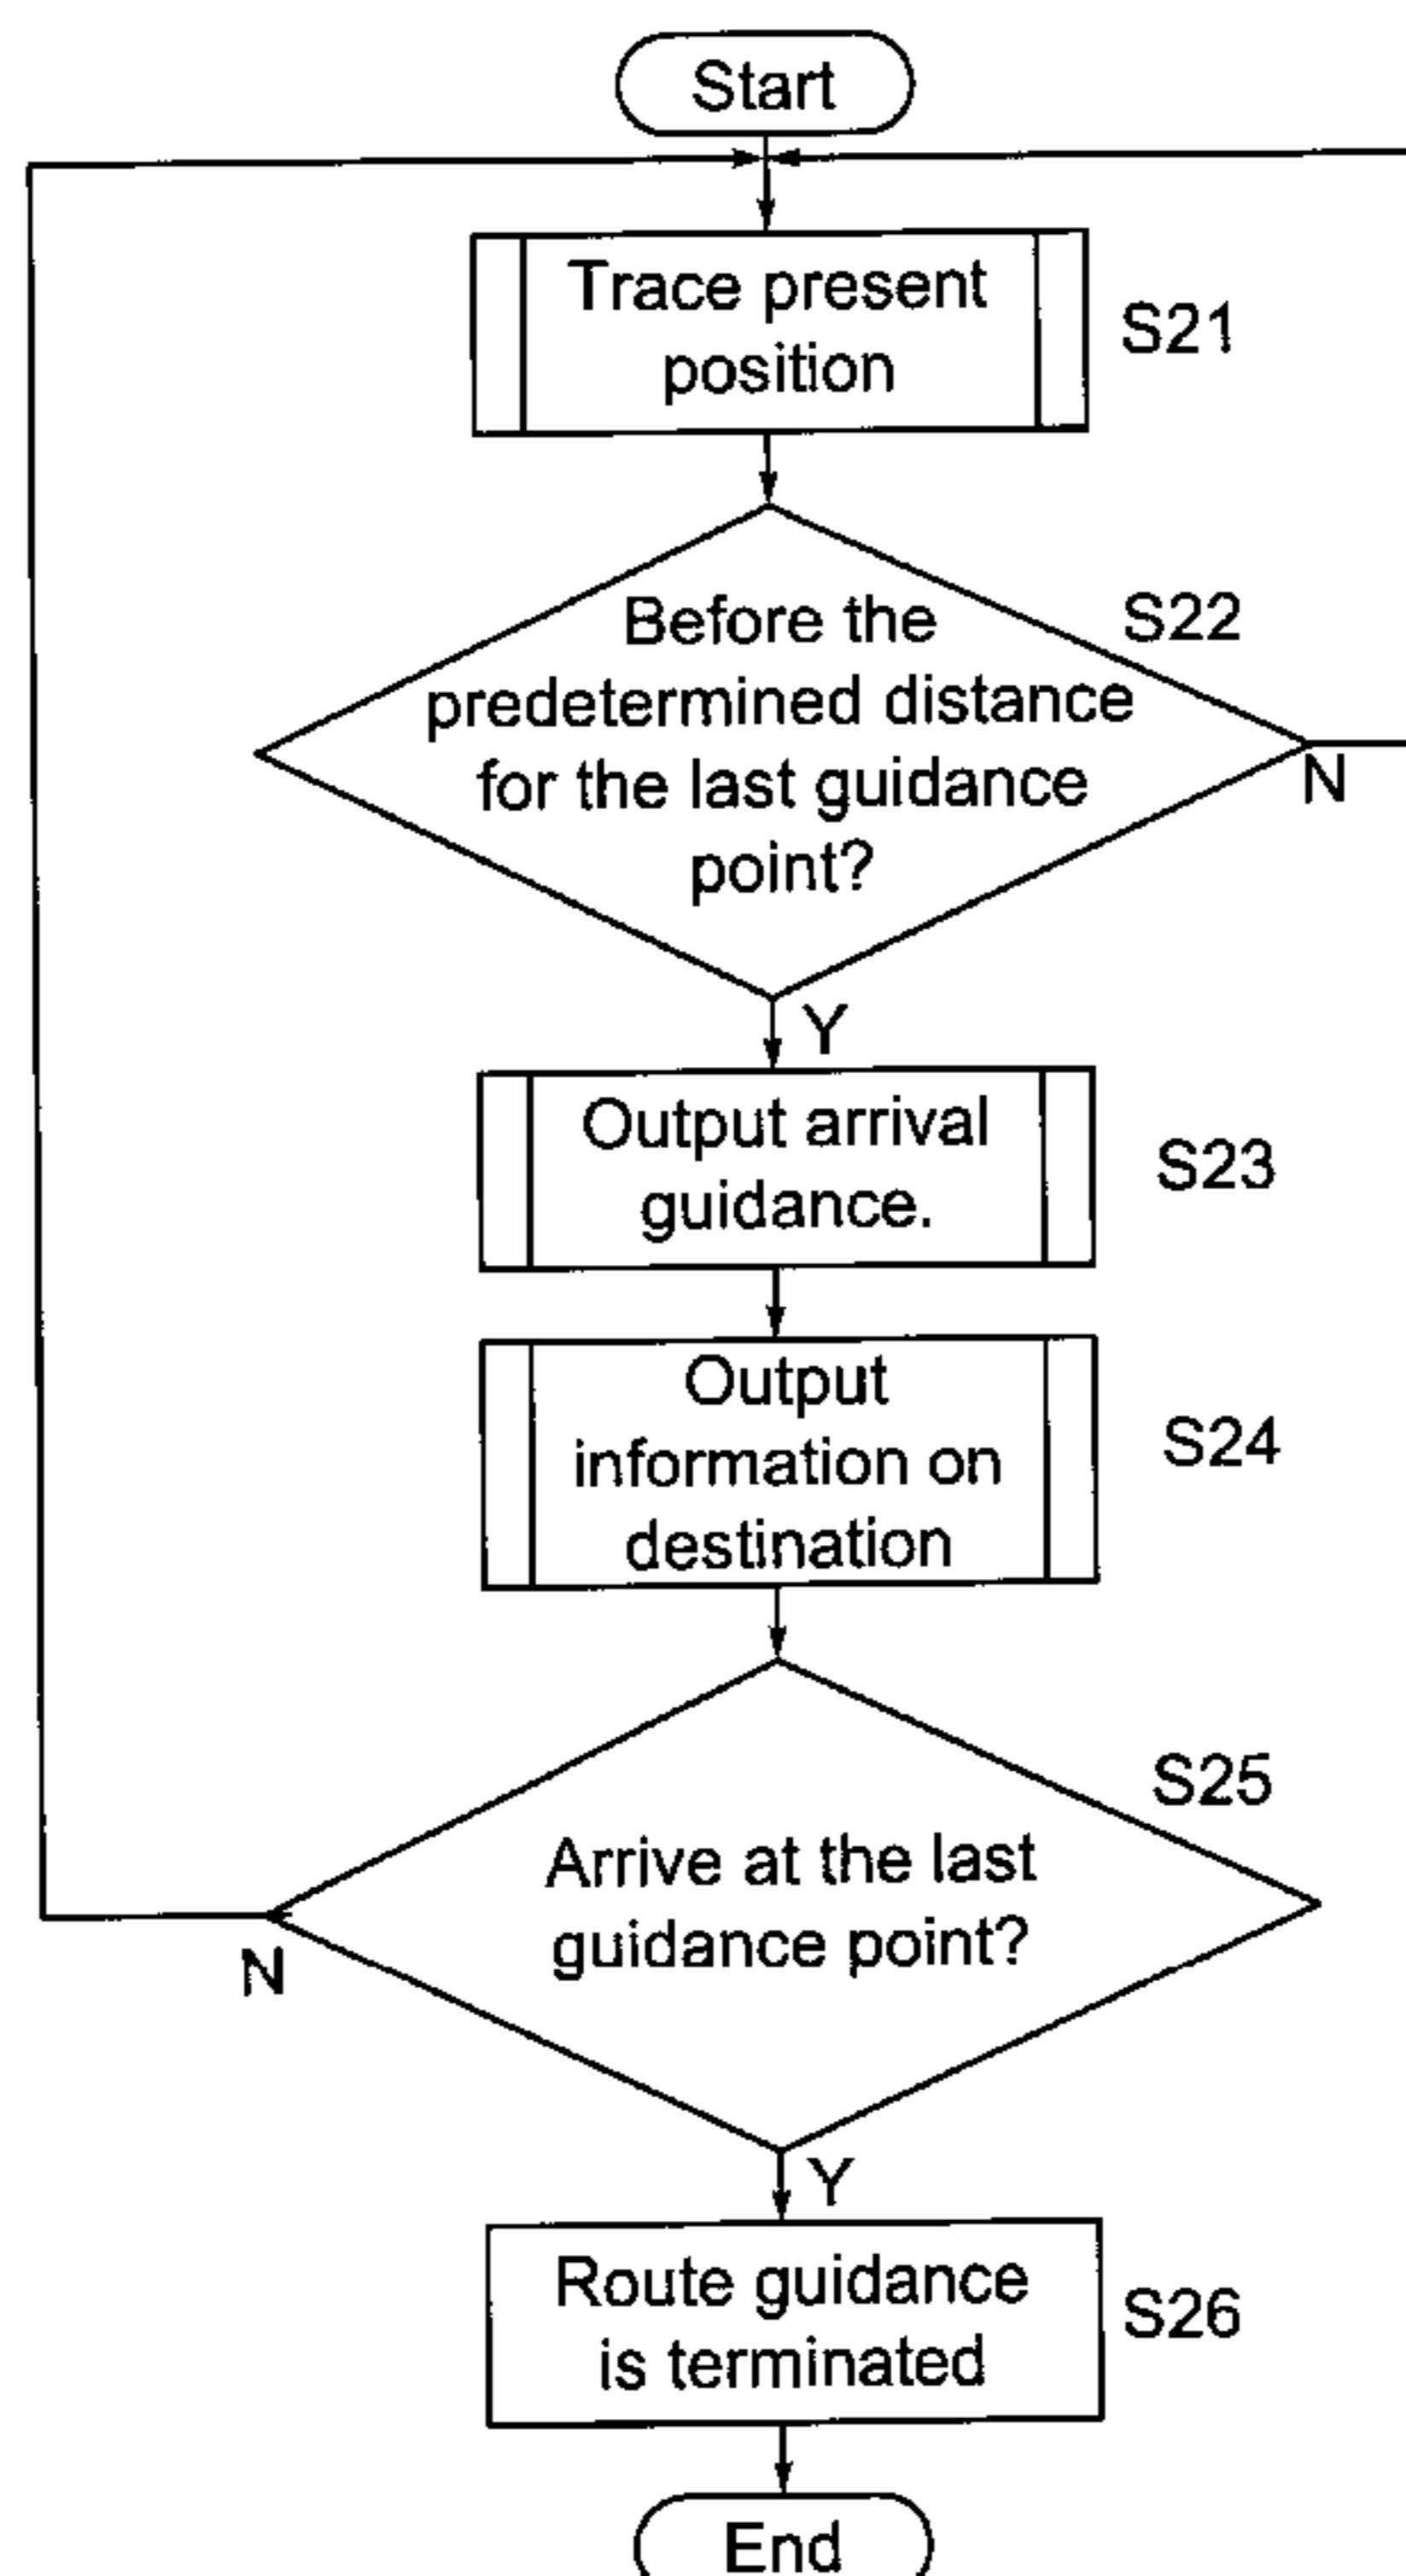 Start
Trace present
position
S21
Before the
predetermined distance
for the last guidance
point?
S22
N
Y
Output arrival
guidance.
S23
Output
information on
destination
S24
Arrive at the last
guidance point?
S25
N
Y
Route guidance
is terminated
S26
End